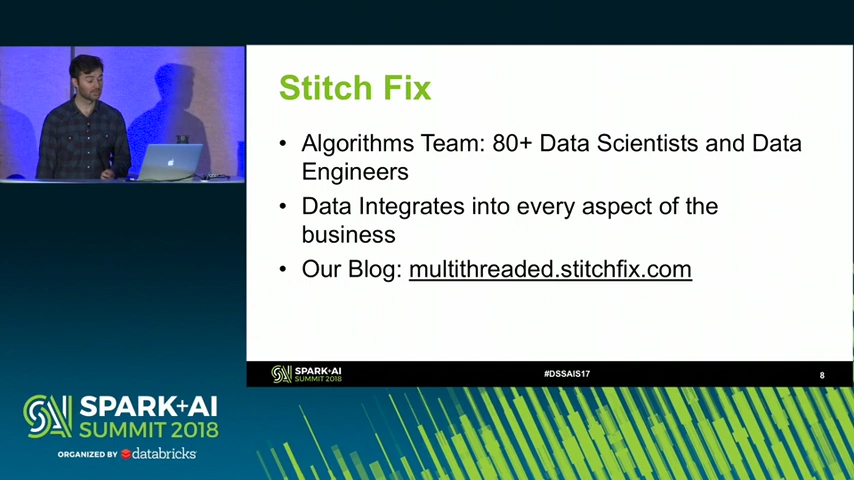 Stitch Fix
• Algorithms Team: 80+ Data Scientists and Data
Engineers
• Data Integrates into every aspect of the
business
• Our Blog: multithreaded.stitchfix.com
SPARK+AI
SUMMIT 2018
#DSSAIS17
8
SPARK+AI
SUMMIT 2018
ORGANIZED BY databricks